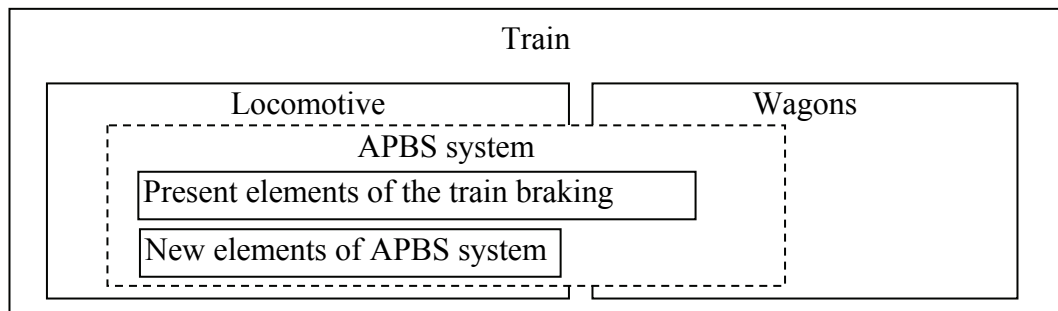 Train
Locomotive
Wagons
APBS system
Present elements of the train braking
New elements of APBS system